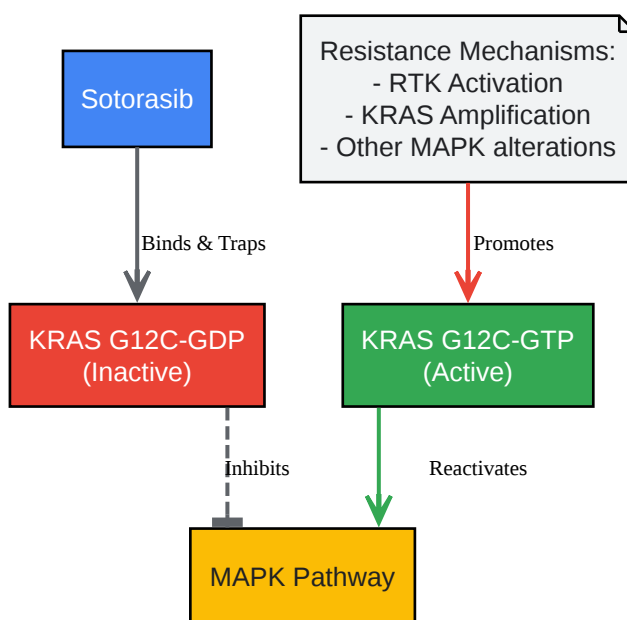 Sotorasib
Resistance Mechanisms:
- RTK Activation
- KRAS Amplification
- Other MAPK alterations
Binds & Traps
Promotes
KRAS G12C-GDP
(Inactive)
KRAS G12C-GTP
(Active)
Inhibits
Reactivates
MAPK Pathway